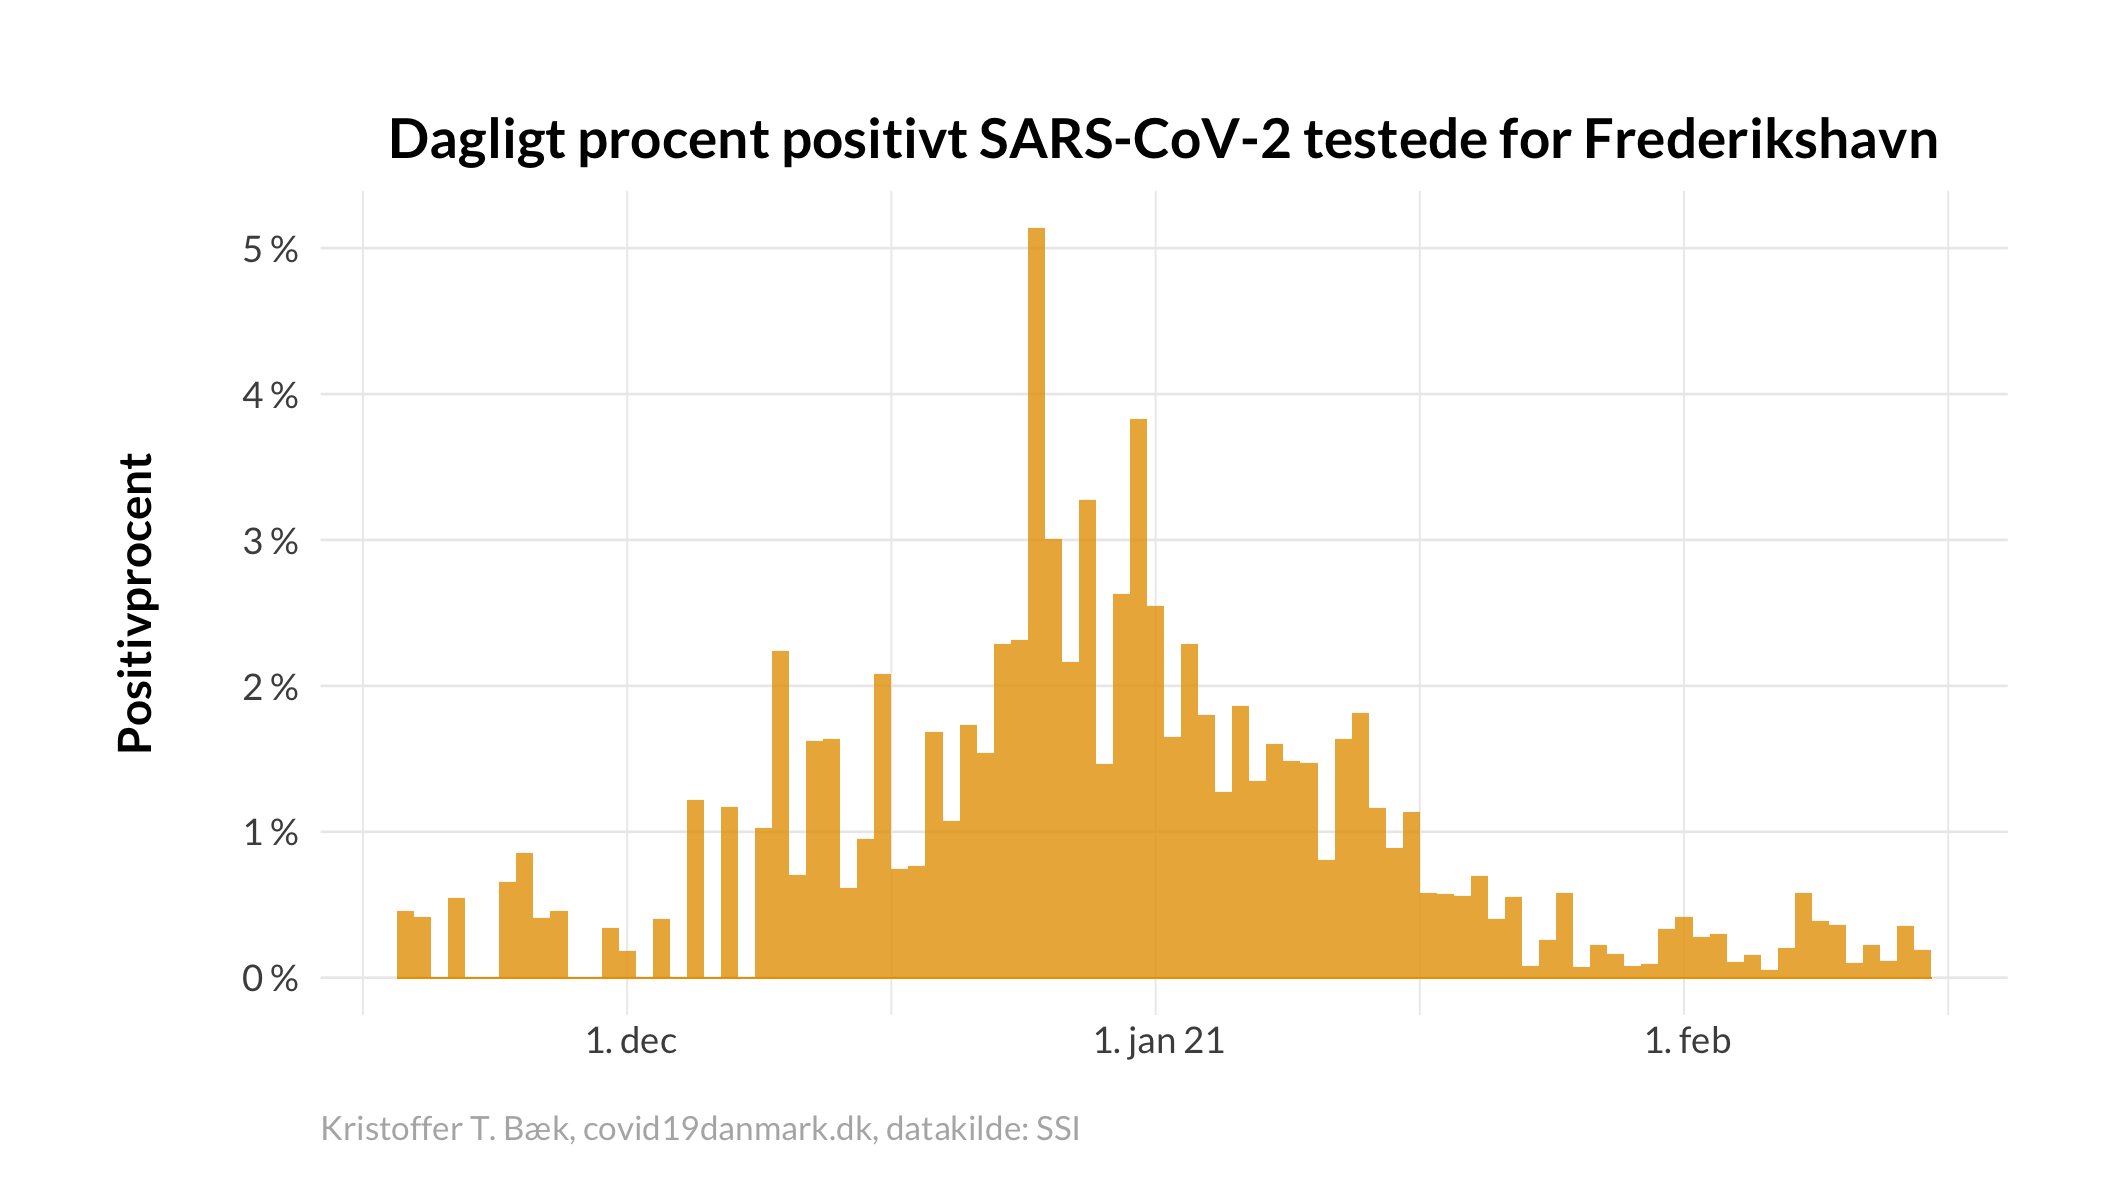 Dagligt procent positivt SARS-CoV-2 testede for Frederikshavn
Positivprocent
5 %
4 %
3 %
2 %
1 %
0 %
1. dec
1. jan 21
1. feb
Kristoffer T. Bæk, covid19danmark.dk, datakilde: SSI